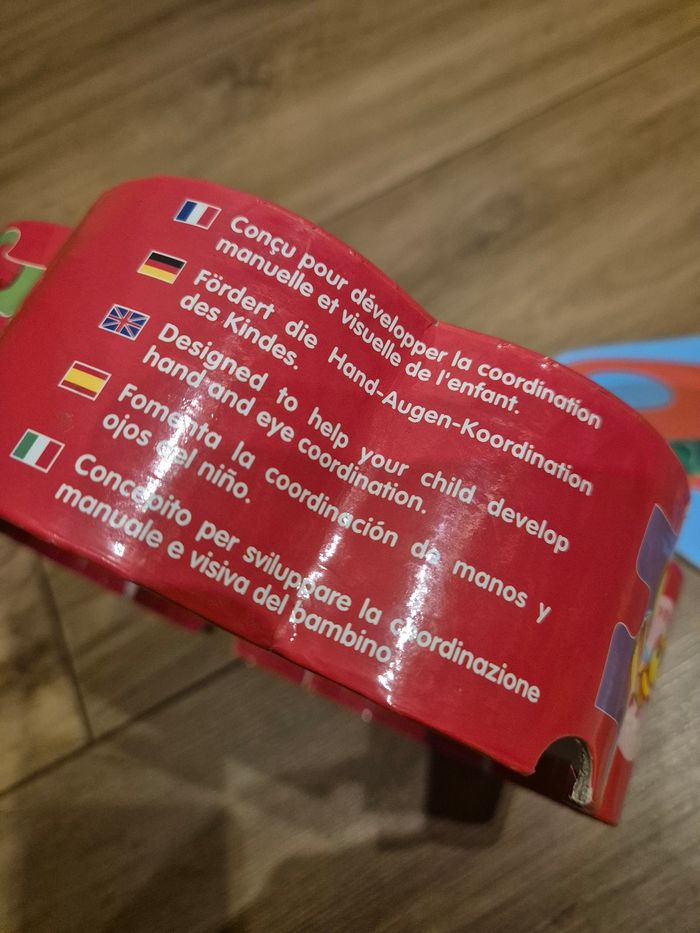 Conçu pour développer la coordination
manuelle et visuelle de l'enfant.
Fördert die Hand-Augen-Koordination
des Kindes.
Designed to help your child develop
hand and eye coordination.
Fomenta la coordinación de manos y
ojos del niño.
Concepito per sviluppare la coordinazione
manuale e visiva del bambino.